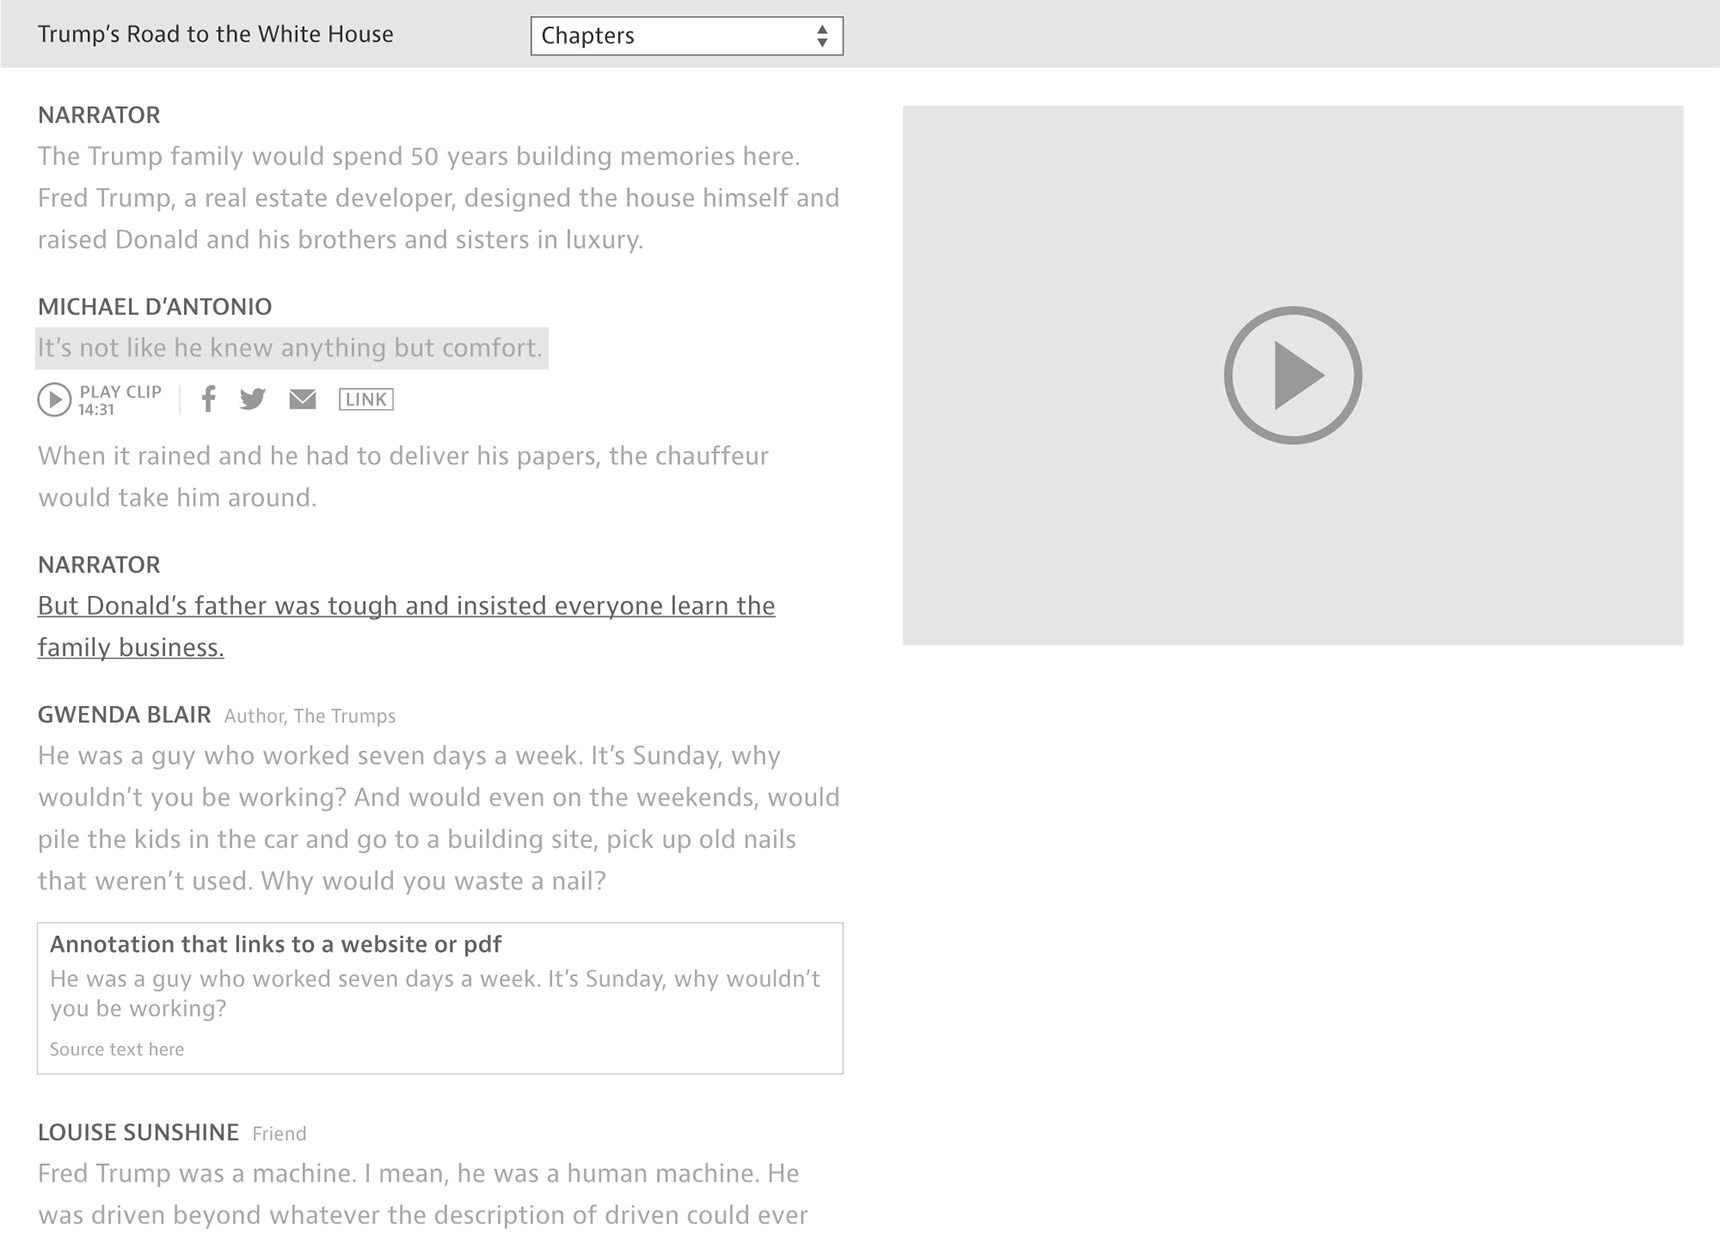 Trump’s Road to the White House
Chapters
NARRATOR
The Trump family would spend 50 years building memories here.
Fred Trump, a real estate developer, designed the house himself and
raised Donald and his brothers and sisters in luxury.
MICHAEL D’ANTONIO
It’s not like he knew anything but comfort.
PLAY CLIP
14:31
LINK
When it rained and he had to deliver his papers, the chauffeur
would take him around.
NARRATOR
But Donald’s father was tough and insisted everyone learn the
family business.
GWENDA BLAIR Author, The Trumps
He was a guy who worked seven days a week. It’s Sunday, why
wouldn’t you be working? And would even on the weekends, would
pile the kids in the car and go to a building site, pick up old nails
that weren’t used. Why would you waste a nail?
Annotation that links to a website or pdf
He was a guy who worked seven days a week. It’s Sunday, why wouldn’t
you be working?
Source text here
LOUISE SUNSHINE Friend
Fred Trump was a machine. I mean, he was a human machine. He
was driven beyond whatever the description of driven could ever